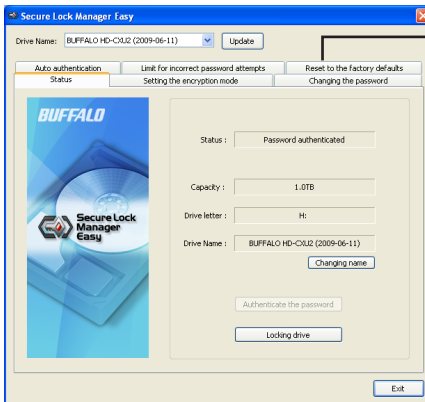 Secure Lock Manager Easy
Drive Name: BUFFALO HD-CXU2 (2009-06-11) Update
Auto authentication Limit for incorrect password attempts Reset to the factory defaults
Status Setting the encryption mode Changing the password
BUFFALO
Secure Lock
Manager
Easy
Status : Password authenticated
Capacity : 1.0TB
Drive letter : H:
Drive Name : BUFFALO HD-CXU2 (2009-06-11)
Changing name
Authenticate the password
Locking drive
Exit